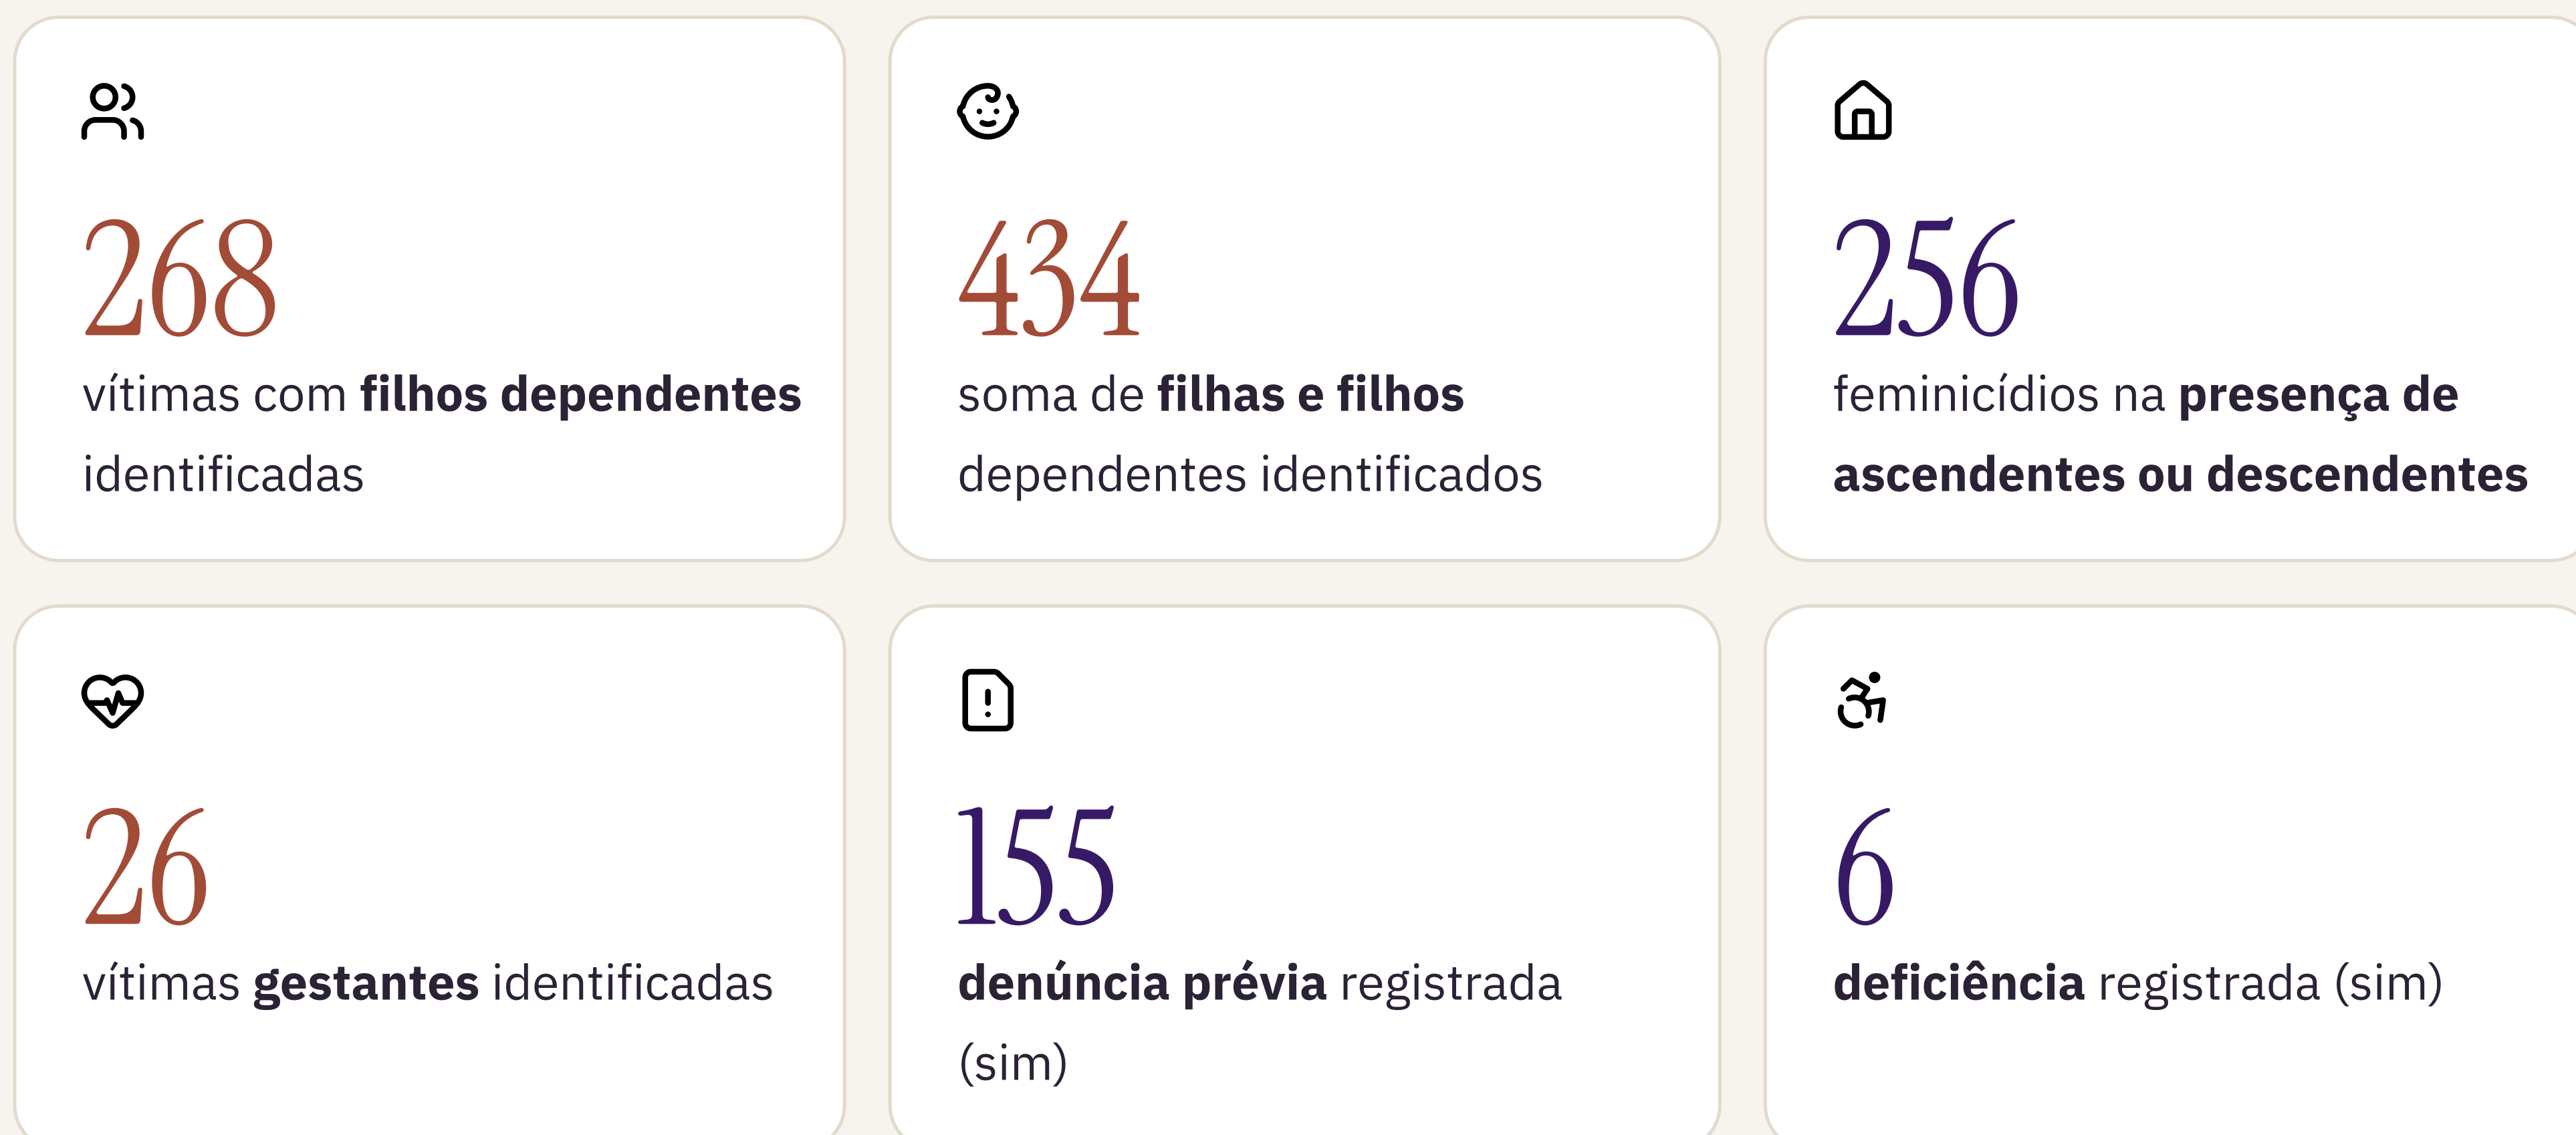 268
vítimas com filhos dependentes
identificadas
434
soma de filhas e filhos
dependentes identificados
256
feminicídios na presença de
ascendentes ou descendentes
26
vítimas gestantes identificadas
155
denúncia prévia registrada
(sim)
6
deficiência registrada (sim)